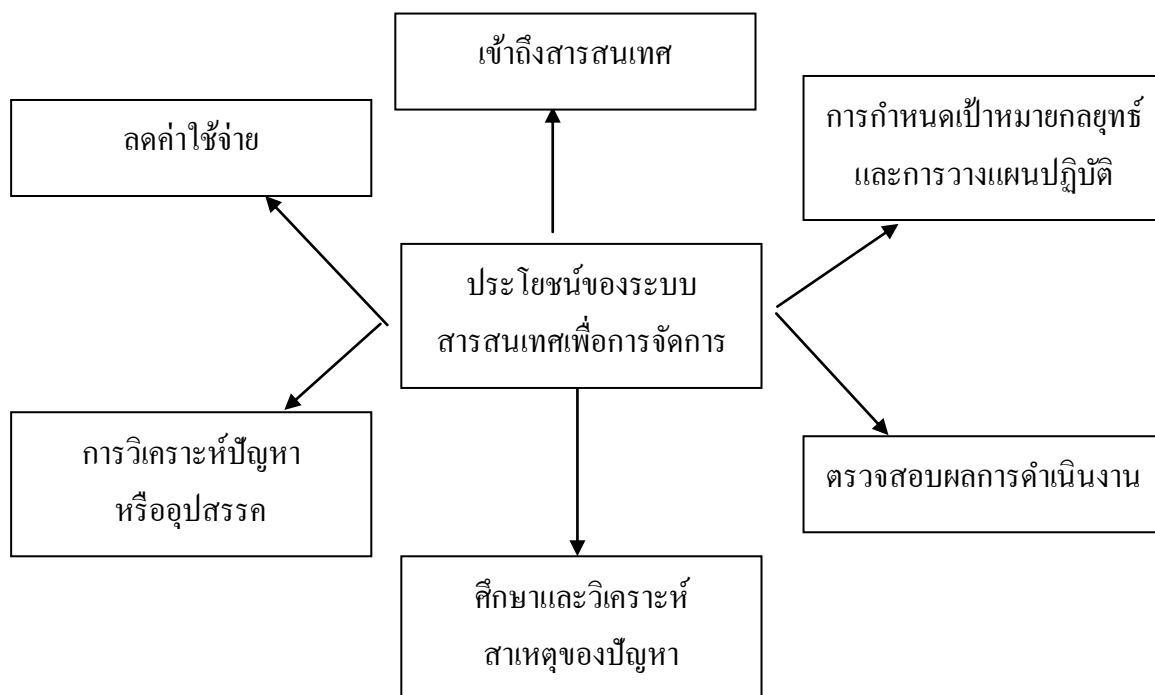 เข้าถึงสารสนเทศ
ลดค่าใช้จ่าย
การกำหนดเป้าหมายกลยุทธ์
และการวางแผนปฏิบัติ
ประโยชน์ของระบบ
สารสนเทศเพื่อการจัดการ
การวิเคราะห์ปัญหา
หรืออุปสรรค
ตรวจสอบผลการดำเนินงาน
ศึกษาและวิเคราะห์
สาเหตุของปัญหา